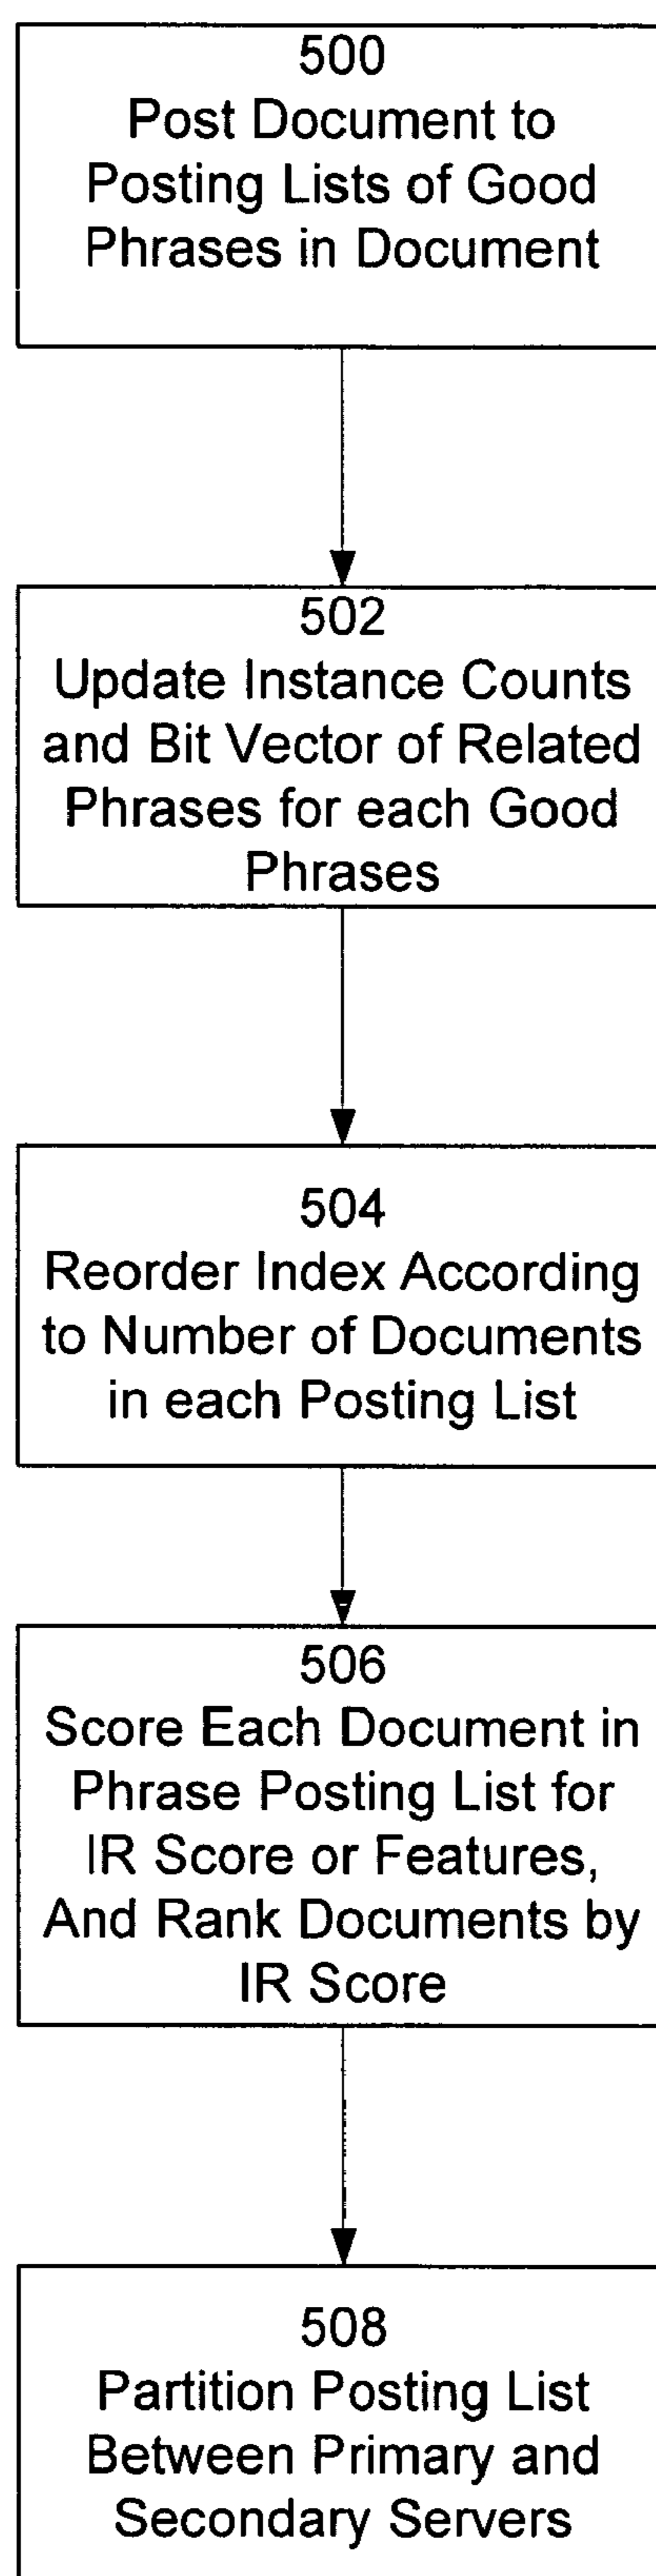 500
Post Document to
Posting Lists of Good
Phrases in Document
502
Update Instance Counts
and Bit Vector of Related
Phrases for each Good
Phrases
504
Reorder Index According
to Number of Documents
in each Posting List
506
Score Each Document in
Phrase Posting List for
IR Score or Features,
And Rank Documents by
IR Score
508
Partition Posting List
Between Primary and
Secondary Servers